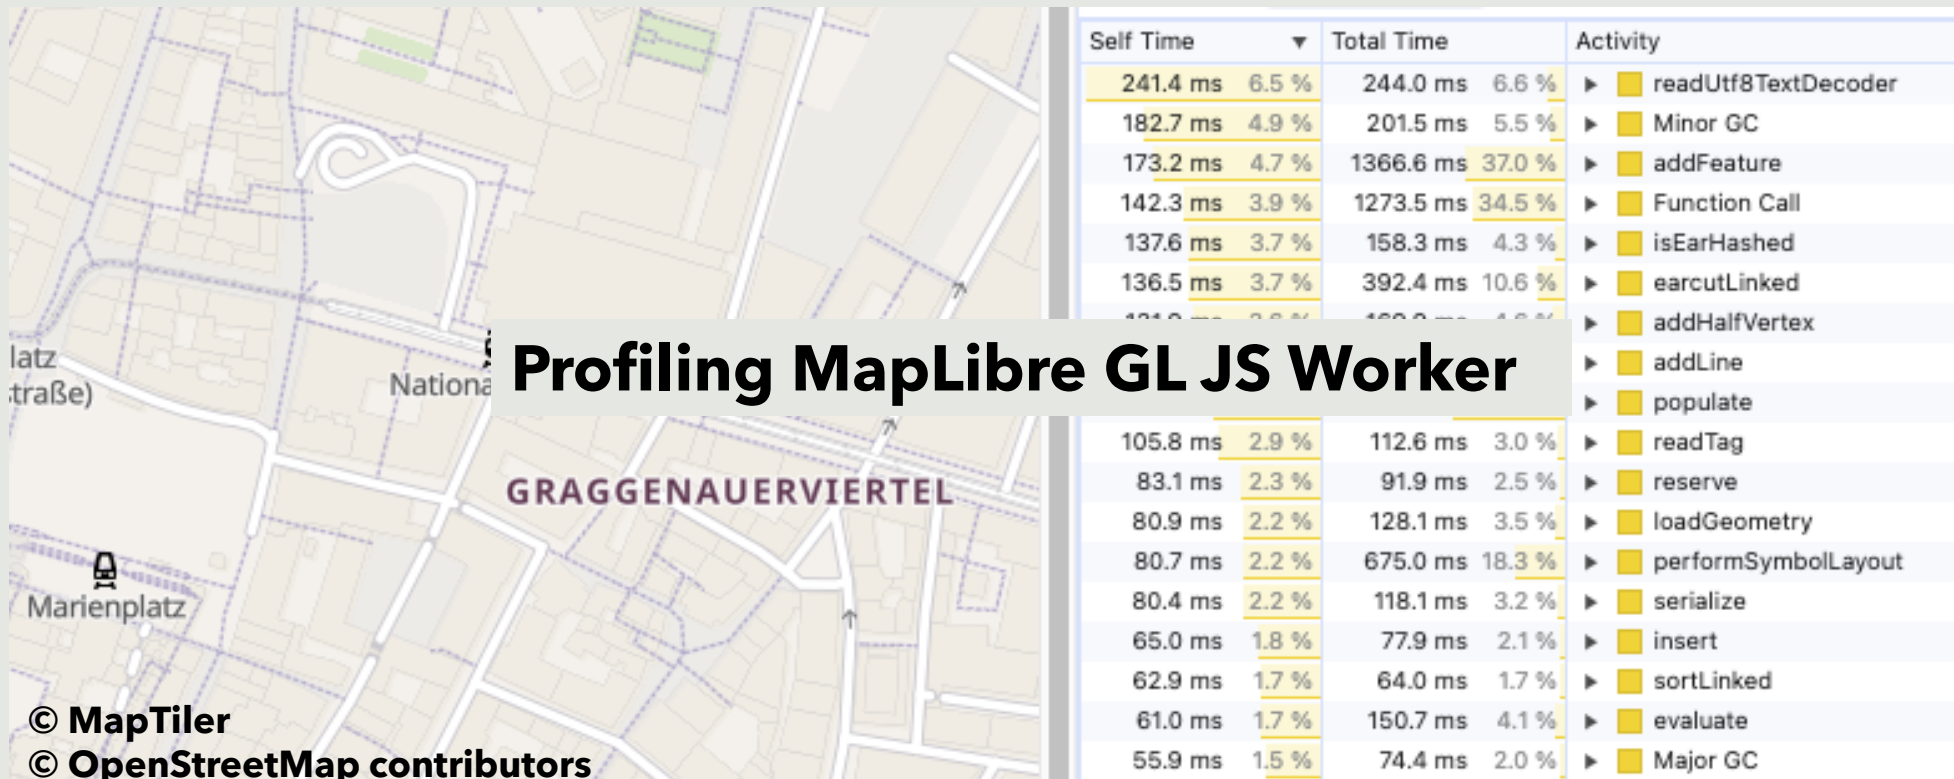 Self Time Total Time Activity
241.4 ms 6.5 % 244.0 ms 6.6 % readUtf8TextDecoder
182.7 ms 4.9 % 201.5 ms 5.5 % Minor GC
173.2 ms 4.7 % 1366.6 ms 37.0 % addFeature
142.3 ms 3.9 % 1273.5 ms 34.5 % Function Call
137.6 ms 3.7 % 158.3 ms 4.3 % isEarHashed
136.5 ms 3.7 % 392.4 ms 10.6 % earcutLinked
addHalfVertex
latz
straße)
Nationa
Profiling MapLibre GL JS Worker
addLine
populate
105.8 ms 2.9 % 112.6 ms 3.0 % readTag
83.1 ms 2.3 % 91.9 ms 2.5 % reserve
GRAGGENAUERVIERTEL
80.9 ms 2.2 % 128.1 ms 3.5 % loadGeometry
80.7 ms 2.2 % 675.0 ms 18.3 % performSymbolLayout
Marienplatz
80.4 ms 2.2 % 118.1 ms 3.2 % serialize
65.0 ms 1.8 % 77.9 ms 2.1 % insert
62.9 ms 1.7 % 64.0 ms 1.7 % sortLinked
61.0 ms 1.7 % 150.7 ms 4.1 % evaluate
55.9 ms 1.5 % 74.4 ms 2.0 % Major GC
© MapTiler
© OpenStreetMap contributors